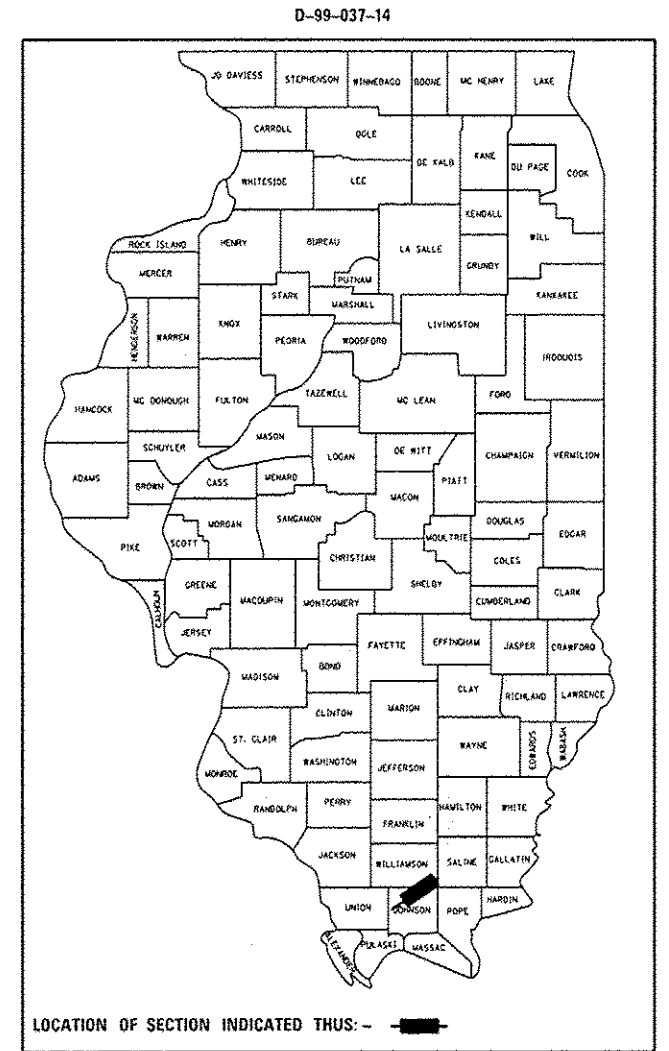 D-99-037-14
JO DAVIESS STEPHENSON WINNEBAGO BOONE MC HENRY LAKE
CARROLL OGLE DE KALB KANE DU PAGE COOK
WHITESIDE LEE KENDALL WILL
ROCK ISLAND HENRY BUREAU LA SALLE GRUNDY
MERCER PUTNAM KANKAKEE
STARK MARSHALL
HENDERSON WARREN KNOX PEORIA WOODFORD LIVINGSTON IROQUOIS
HANCOCK MC DONOUGH FULTON TAZEWELL MC LEAN FORD
SCHUYLER MASON LOGAN DE WITT CHAMPAIGN VERMILION
ADAMS BROWN CASS MENARD PIATT
MACON
PIKE SCOTT MORGAN SANGAMON CHRISTIAN MOULTRIE DOUGLAS EDGAR
COLES
CALHOUN GREENE MACOUPIN MONTGOMERY SHELBY CUMBERLAND CLARK
JERSEY
BOND FAYETTE EFFINGHAM JASPER CRAWFORD
MADISON CLAY RICHLAND LAWRENCE
CLINTON MARION
ST. CLAIR WAYNE EDWARDS WABASH
MONROE WASHINGTON JEFFERSON
RANDOLPH PERRY HAMILTON WHITE
FRANKLIN
JACKSON WILLIAMSON SALINE GALLATIN
UNION JOHNSON POPE HARDIN
ALEXANDER PULASKI MASSAC
LOCATION OF SECTION INDICATED THUS: -